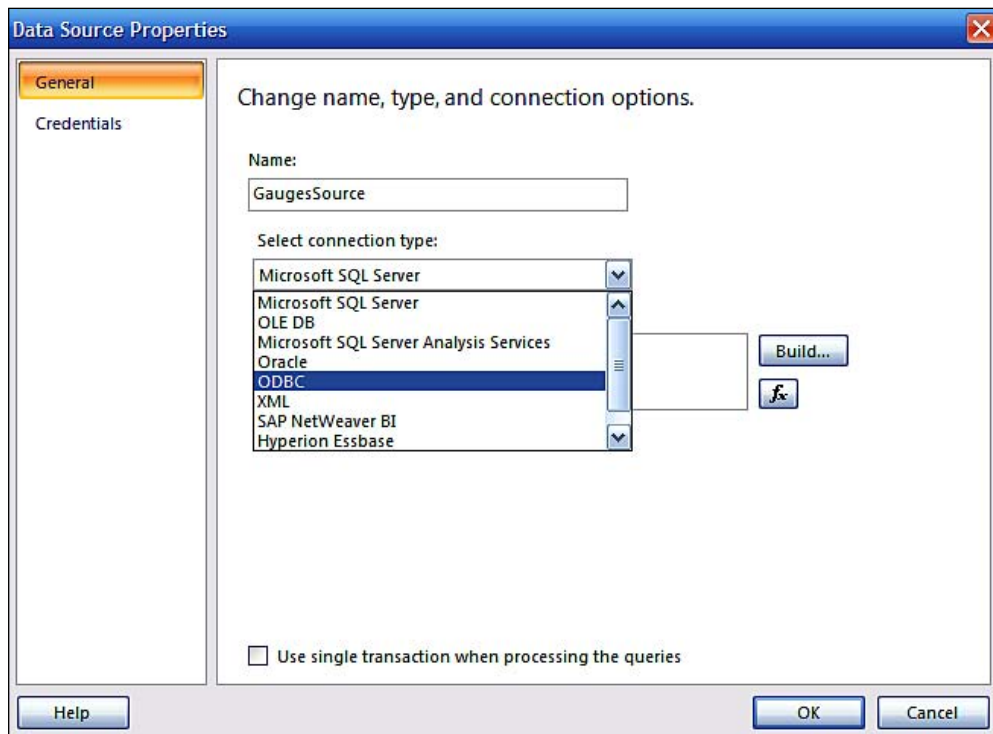 Data Source Properties
General
Credentials
Change name, type, and connection options.
Name:
GaugesSource
Select connection type:
Microsoft SQL Server
Microsoft SQL Server
OLE DB
Microsoft SQL Server Analysis Services
Oracle
ODBC
XML
SAP NetWeaver BI
Hyperion Essbase
Build...
fx
Use single transaction when processing the queries
Help
OK
Cancel